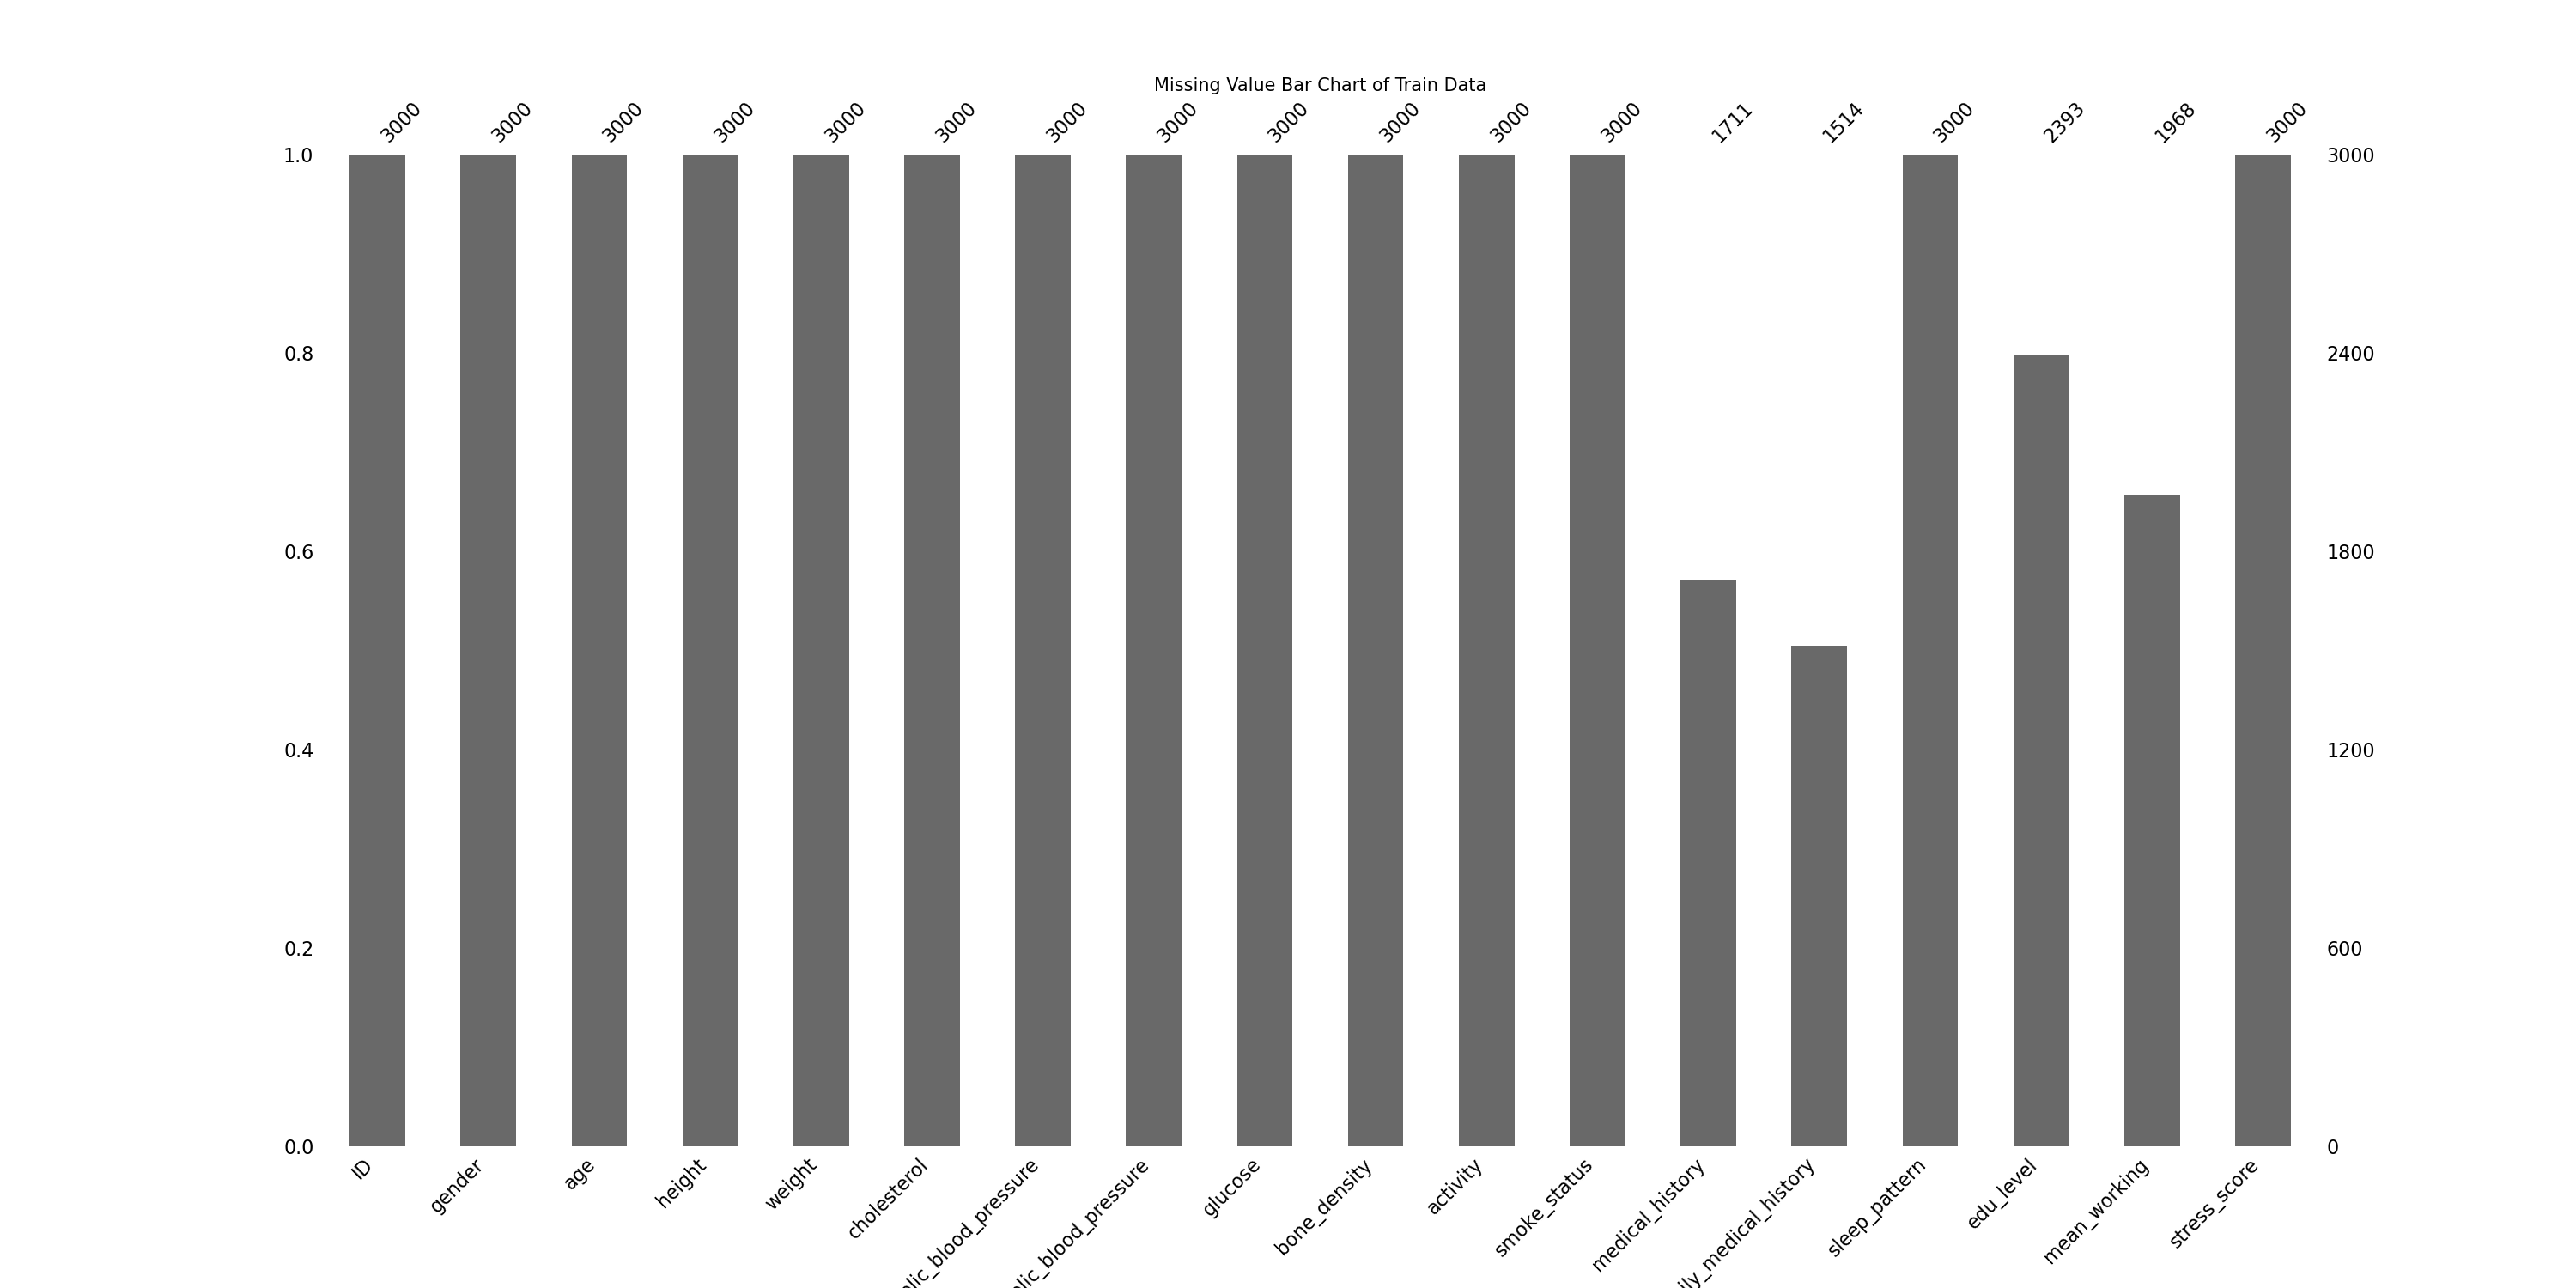 Missing Value Bar Chart of Train Data
3000 3000 3000 3000 3000 3000 3000 3000 3000 3000 3000 3000 1711 1514 3000 2393 1968 3000
1.0 3000
0.8 2400
0.6 1800
0.4 1200
0.2 600
0.0 0
ID gender age height weight cholesterol lic_blood_pressure lic_blood_pressure glucose bone_density activity smoke_status medical_history ily_medical_history sleep_pattern edu_level mean_working stress_score